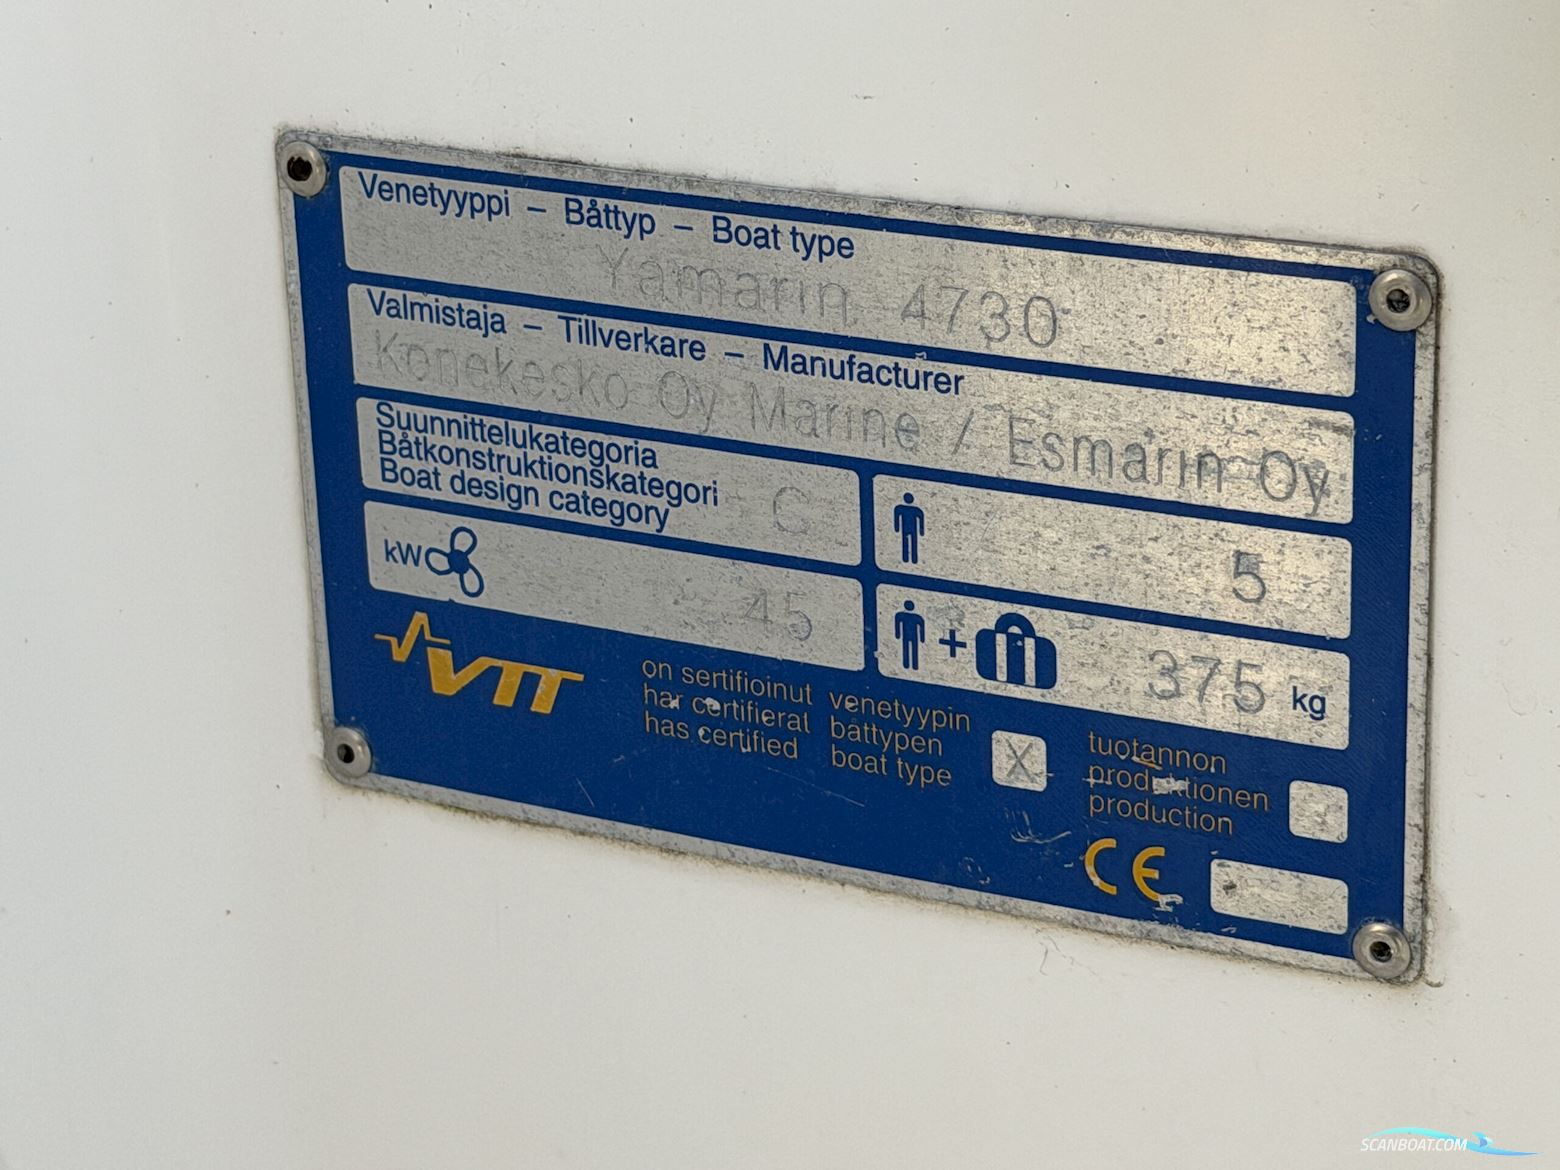 Venetyyppi – Båttyp – Boat type
Yamarin 4730
Valmistaja – Tillverkare – Manufacturer
Konekesko Oy Marine / Esmarin Oy
Suunnittelukategoria
Båtkonstruktionskategori
Boat design category
C
5
kW
45
+
375 kg
VTT
on sertifioinut venetyypin
har certifierat båttypen
has certified boat type
X
tuotannon
produktionen
production
CE
SCANBOAT.COM